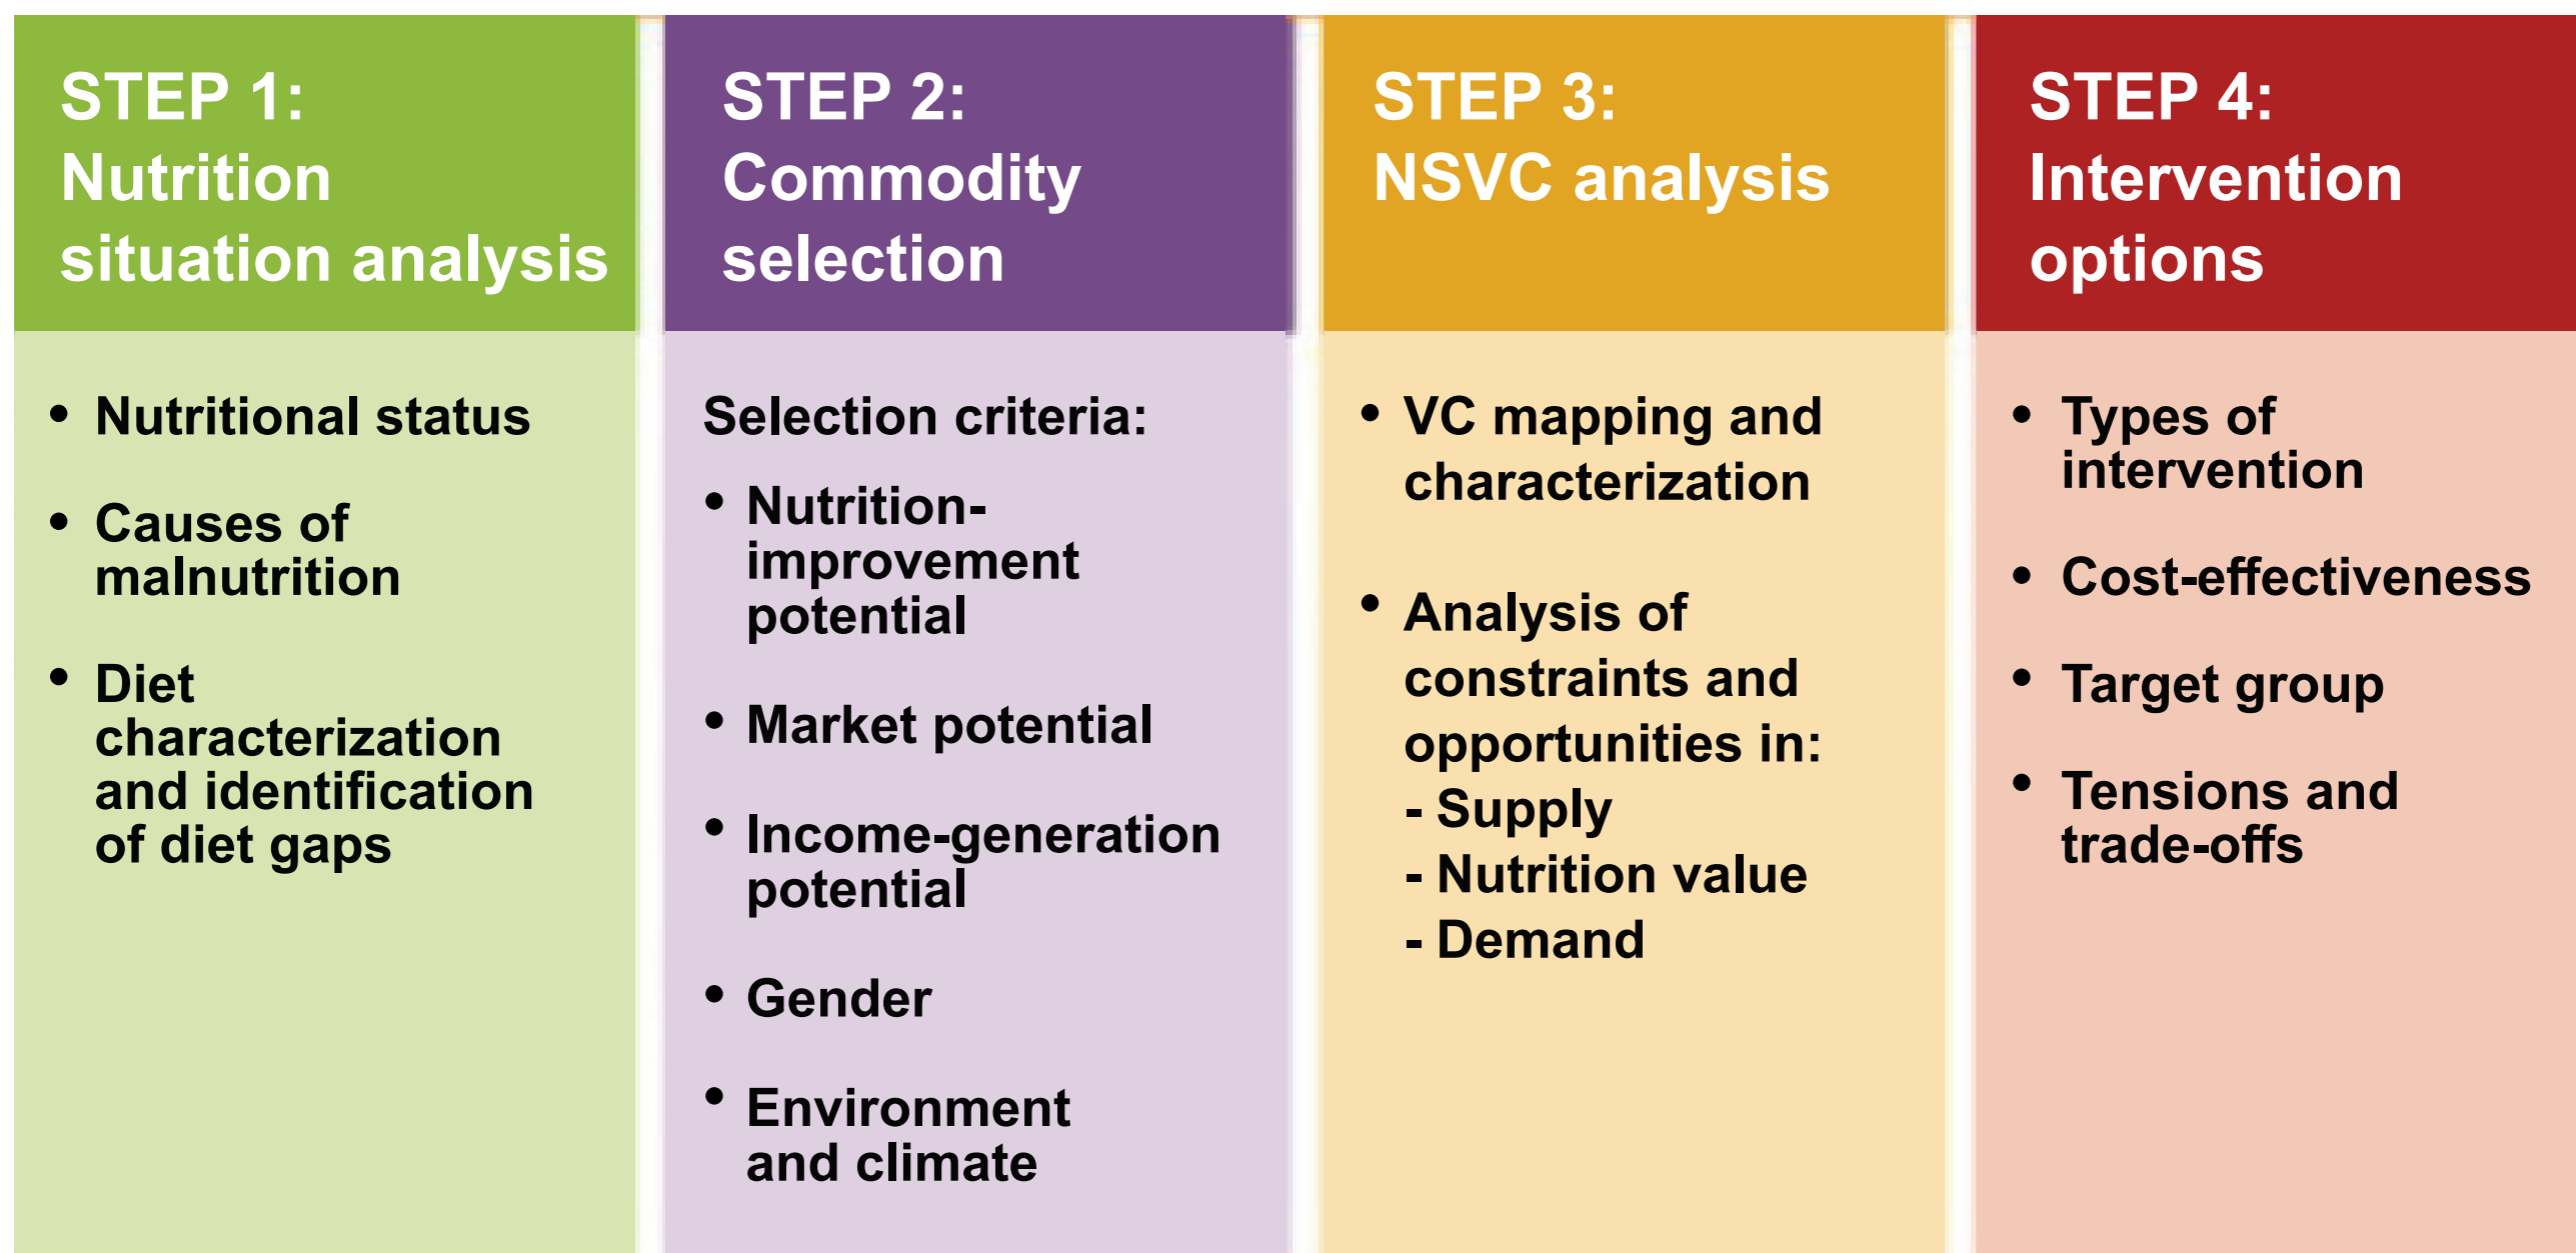 STEP 1:
Nutrition
situation analysis
• Nutritional status
• Causes of
malnutrition
• Diet
characterization
and identification
of diet gaps
STEP 2:
Commodity
selection
Selection criteria:
• Nutrition-
improvement
potential
• Market potential
• Income-generation
potential
• Gender
• Environment
and climate
STEP 3:
NSVC analysis
• VC mapping and
characterization
• Analysis of
constraints and
opportunities in:
- Supply
- Nutrition value
- Demand
STEP 4:
Intervention
options
• Types of
intervention
• Cost-effectiveness
• Target group
• Tensions and
trade-offs